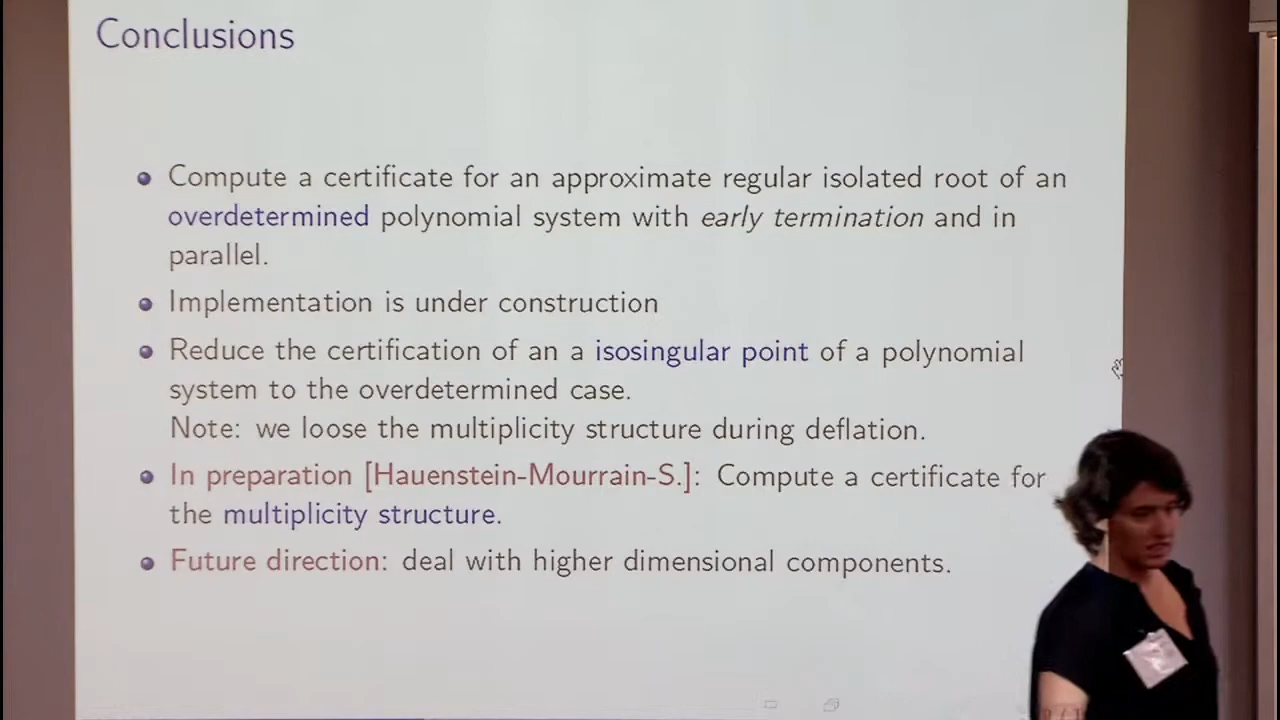 Conclusions
Compute a certificate for an approximate regular isolated root of an
overdetermined polynomial system with early termination and in
parallel.
Implementation is under construction
Reduce the certification of an a isosingular point of a polynomial
system to the overdetermined case.
Note: we loose the multiplicity structure during deflation.
In preparation [Hauenstein-Mourrain-S.]: Compute a certificate for
the multiplicity structure.
Future direction: deal with higher dimensional components.